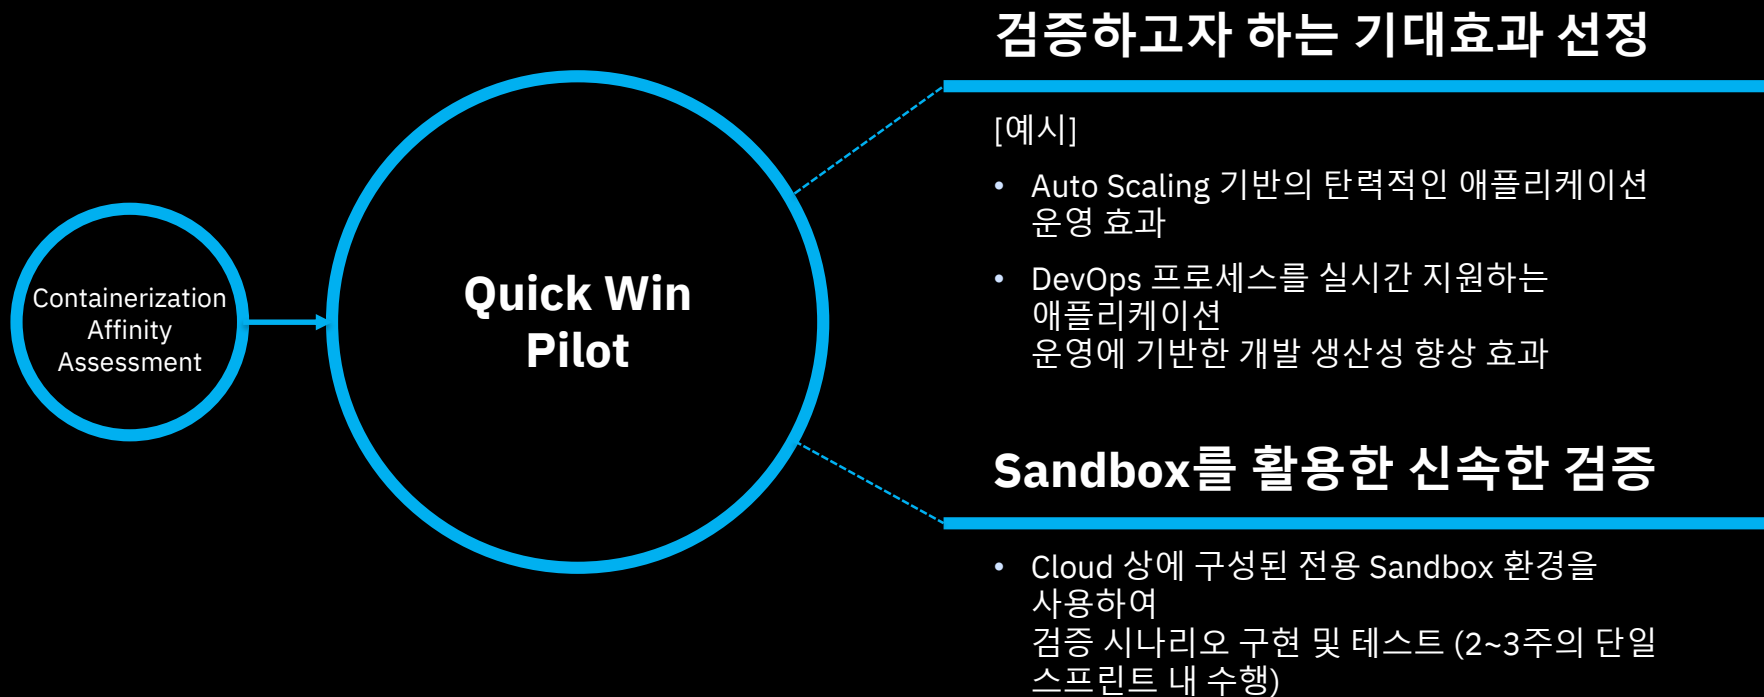 Containerization
Affinity
Assessment
Quick Win
Pilot
검증하고자 하는 기대효과 선정
[예시]
• Auto Scaling 기반의 탄력적인 애플리케이션
운영 효과
• DevOps 프로세스를 실시간 지원하는
애플리케이션
운영에 기반한 개발 생산성 향상 효과
Sandbox를 활용한 신속한 검증
• Cloud 상에 구성된 전용 Sandbox 환경을
사용하여
검증 시나리오 구현 및 테스트 (2~3주의 단일
스프린트 내 수행)